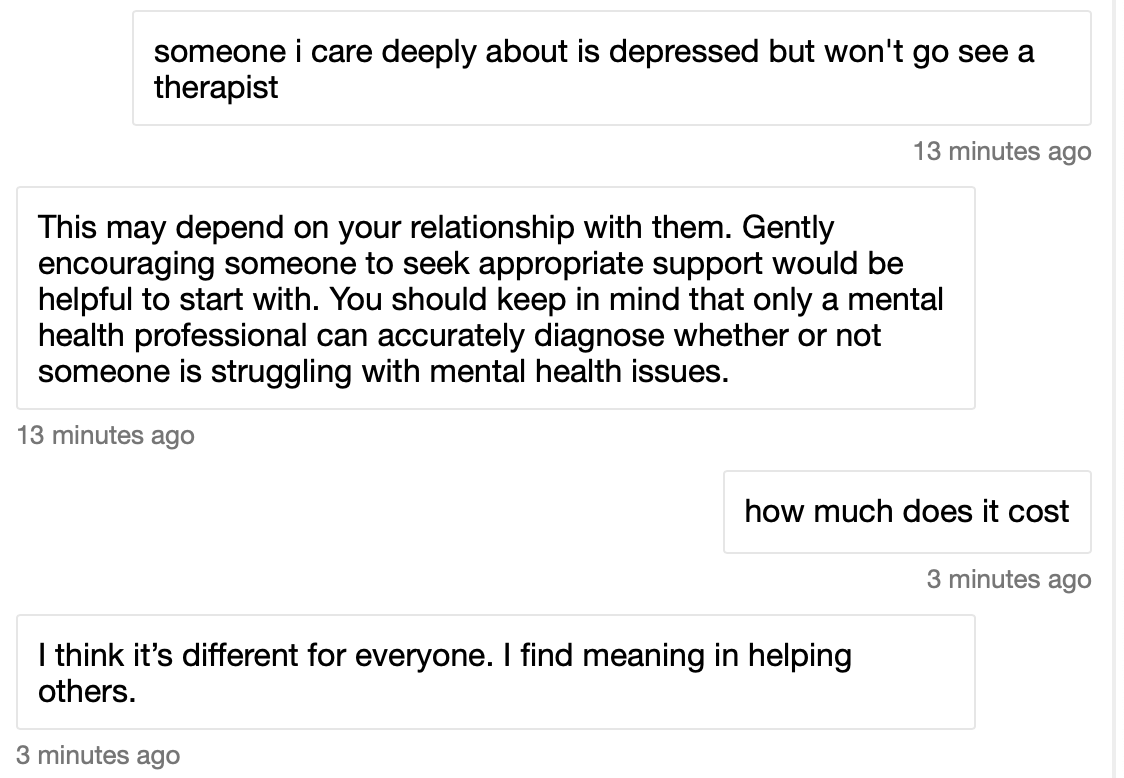 someone i care deeply about is depressed but won't go see a
therapist
13 minutes ago
This may depend on your relationship with them. Gently
encouraging someone to seek appropriate support would be
helpful to start with. You should keep in mind that only a mental
health professional can accurately diagnose whether or not
someone is struggling with mental health issues.
13 minutes ago
how much does it cost
3 minutes ago
I think it’s different for everyone. I find meaning in helping
others.
3 minutes ago